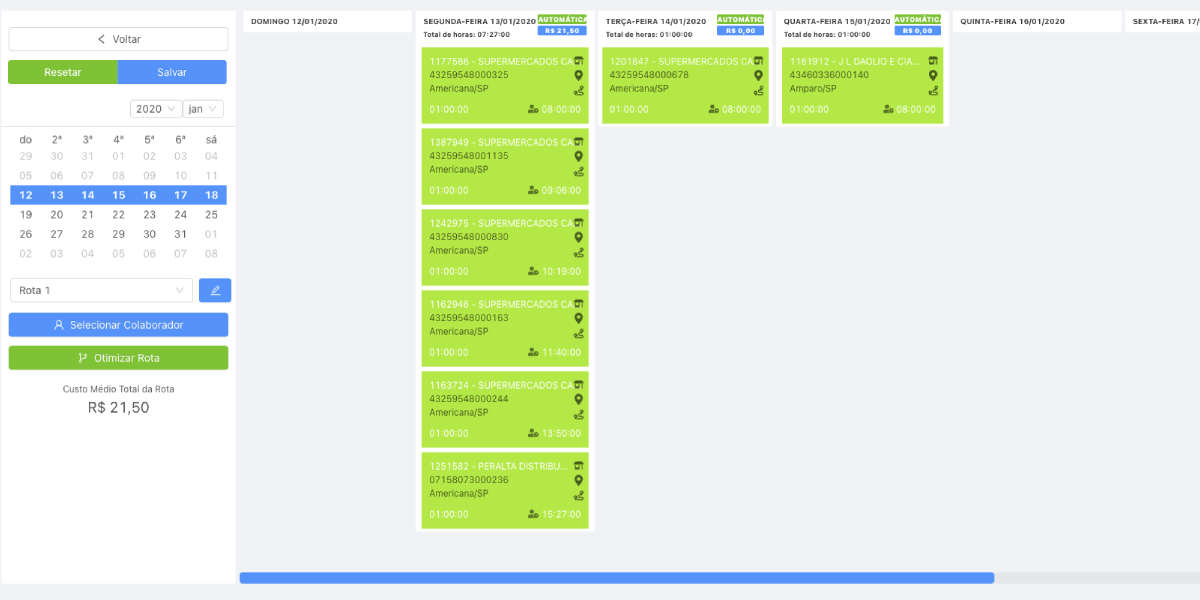 Voltar
Resetar
Salvar
2020
jan
do 2ª 3ª 4ª 5ª 6ª sá
29 30 31 01 02 03 04
05 06 07 08 09 10 11
12 13 14 15 16 17 18
19 20 21 22 23 24 25
26 27 28 29 30 31 01
02 03 04 05 06 07 08
Rota 1
Selecionar Colaborador
Otimizar Rota
Custo Médio Total da Rota
R$ 21,50
DOMINGO 12/01/2020
SEGUNDA-FEIRA 13/01/2020
AUTOMÁTICA
Total de horas: 07:27:00
R$ 21,50
1177586 - SUPERMERCADOS CA
43259548000325
Americana/SP
01:00:00 08:00:00
1387949 - SUPERMERCADOS CA
43259548001135
Americana/SP
01:00:00 09:06:00
1242975 - SUPERMERCADOS CA
43259548000830
Americana/SP
01:00:00 10:19:00
1162946 - SUPERMERCADOS CA
43259548000163
Americana/SP
01:00:00 11:40:00
1163724 - SUPERMERCADOS CA
43259548000244
Americana/SP
01:00:00 13:50:00
1251582 - PERALTA DISTRIBU...
07158073000236
Americana/SP
01:00:00 15:27:00
TERÇA-FEIRA 14/01/2020
AUTOMÁTIC
Total de horas: 01:00:00
R$ 0,00
1201647 - SUPERMERCADOS CA
43259548000678
Americana/SP
01:00:00 08:00:00
QUARTA-FEIRA 15/01/2020
AUTOMÁTIC
Total de horas: 01:00:00
R$ 0,00
1161912 - J L DAOLIO E CIA...
43460336000140
Amparo/SP
01:00:00 08:00:00
QUINTA-FEIRA 16/01/2020
SEXTA-FEIRA 17/